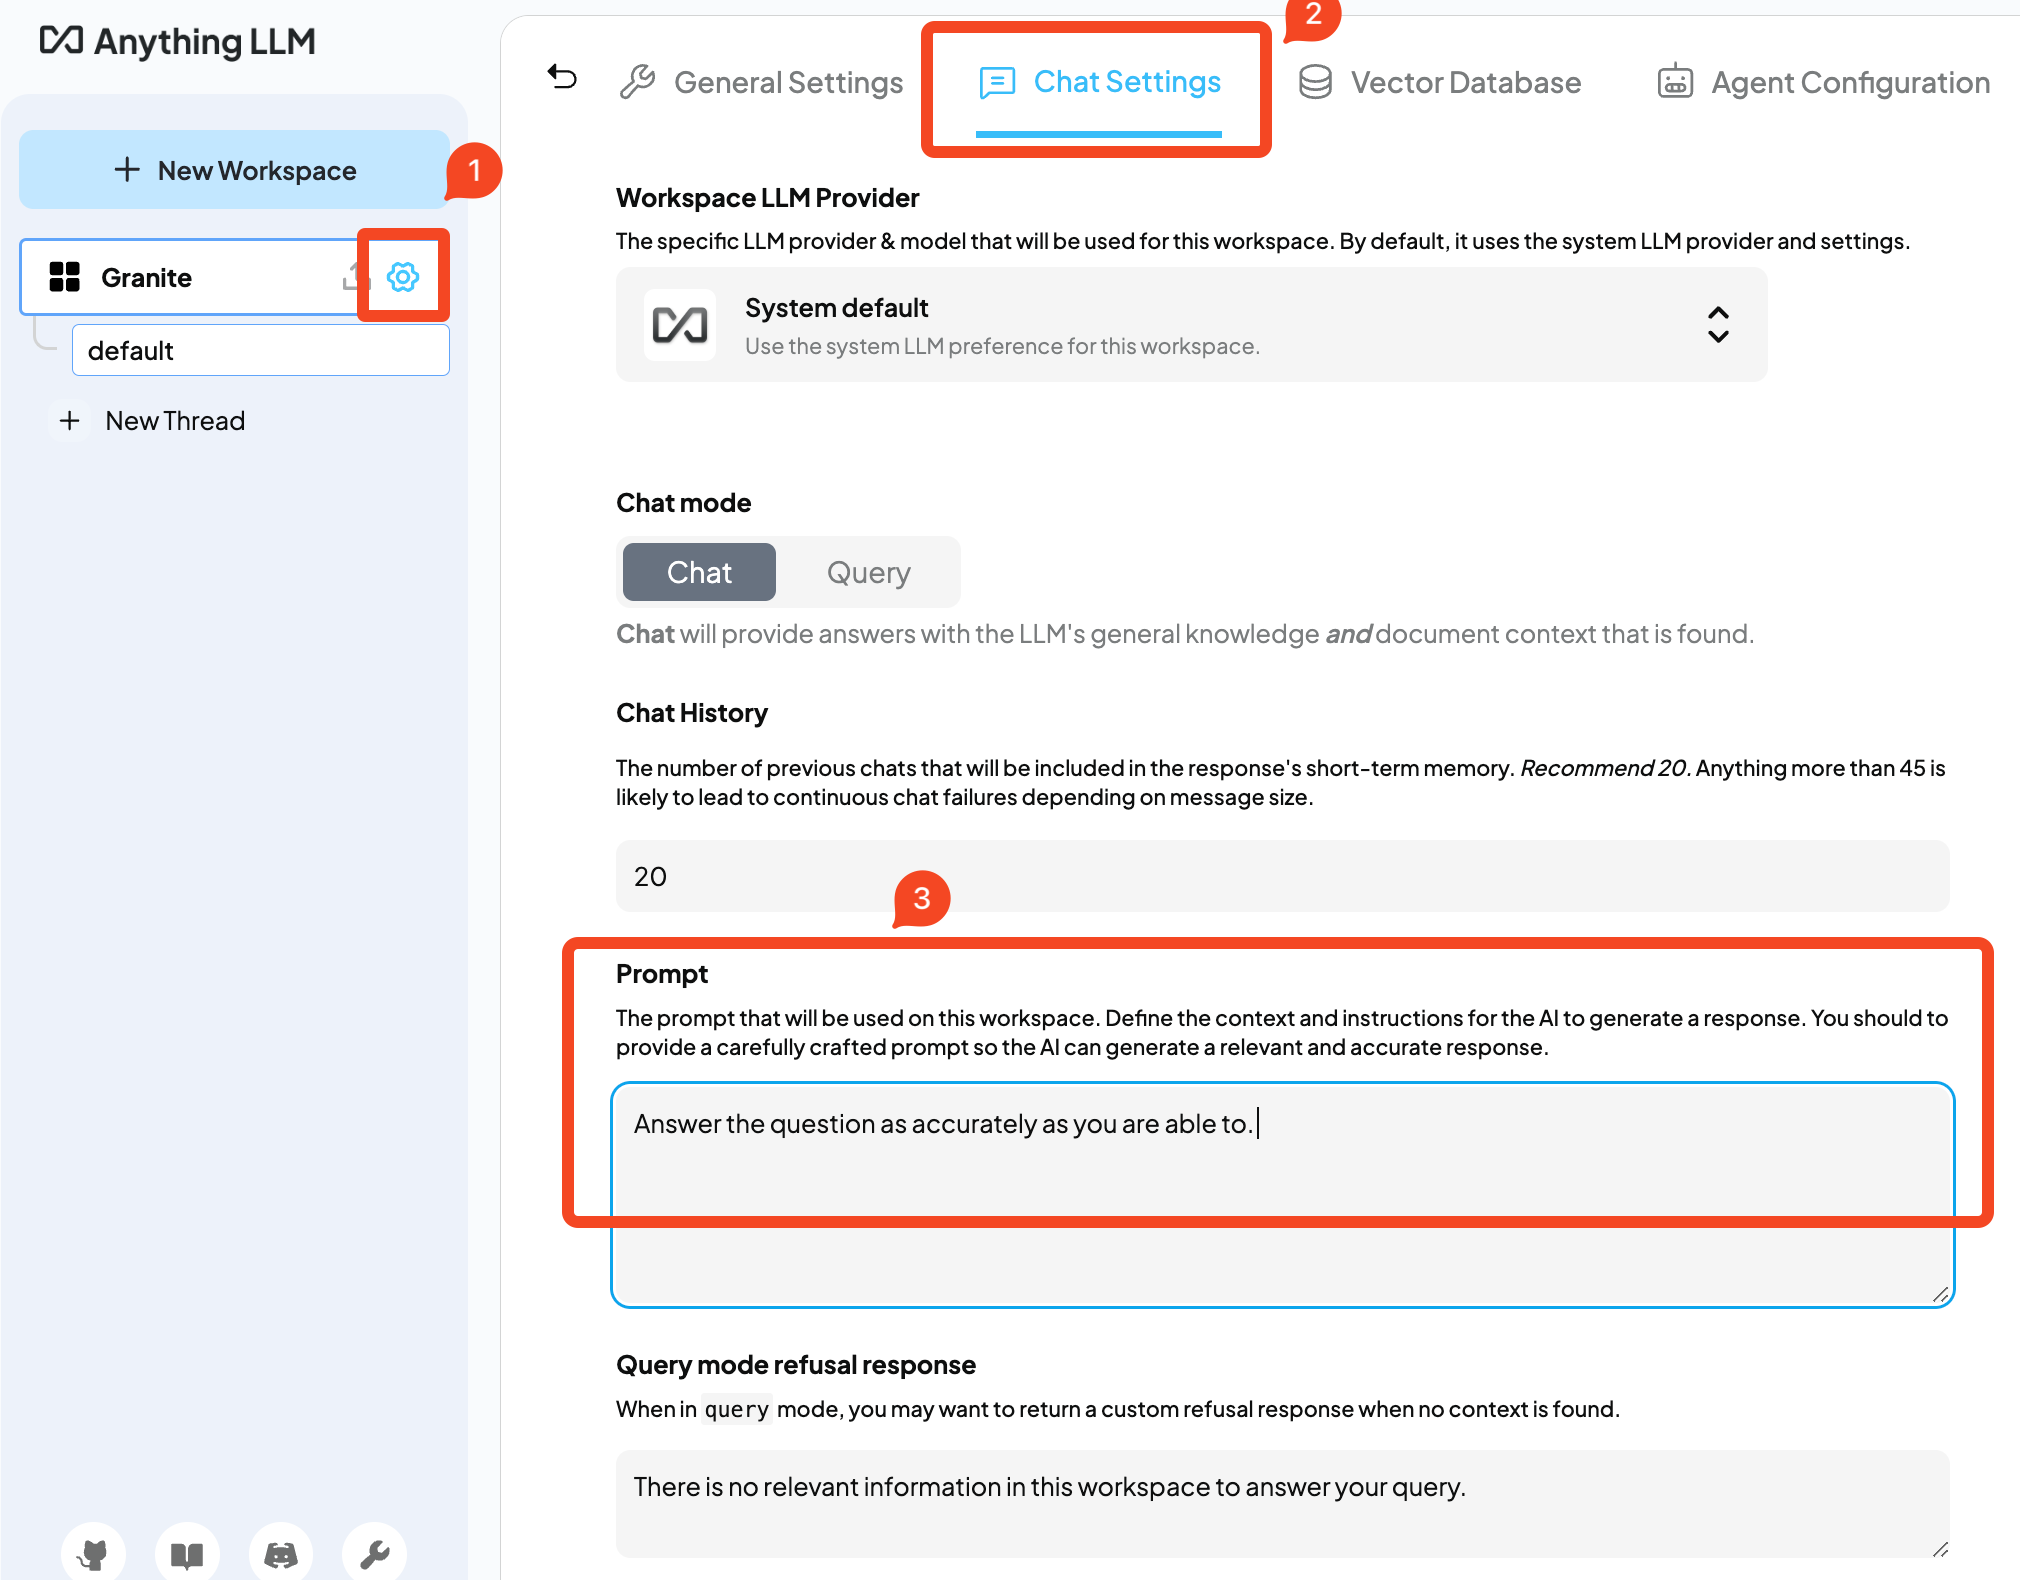 Anything LLM
New Workspace
1
Granite
default
New Thread
General Settings
Chat Settings
2
Vector Database
Agent Configuration
Workspace LLM Provider
The specific LLM provider & model that will be used for this workspace. By default, it uses the system LLM provider and settings.
System default
Use the system LLM preference for this workspace.
Chat mode
Chat
Query
Chat will provide answers with the LLM's general knowledge and document context that is found.
Chat History
The number of previous chats that will be included in the response's short-term memory. Recommend 20. Anything more than 45 is
likely to lead to continuous chat failures depending on message size.
20
3
Prompt
The prompt that will be used on this workspace. Define the context and instructions for the AI to generate a response. You should to
provide a carefully crafted prompt so the AI can generate a relevant and accurate response.
Answer the question as accurately as you are able to.
Query mode refusal response
When in query mode, you may want to return a custom refusal response when no context is found.
There is no relevant information in this workspace to answer your query.